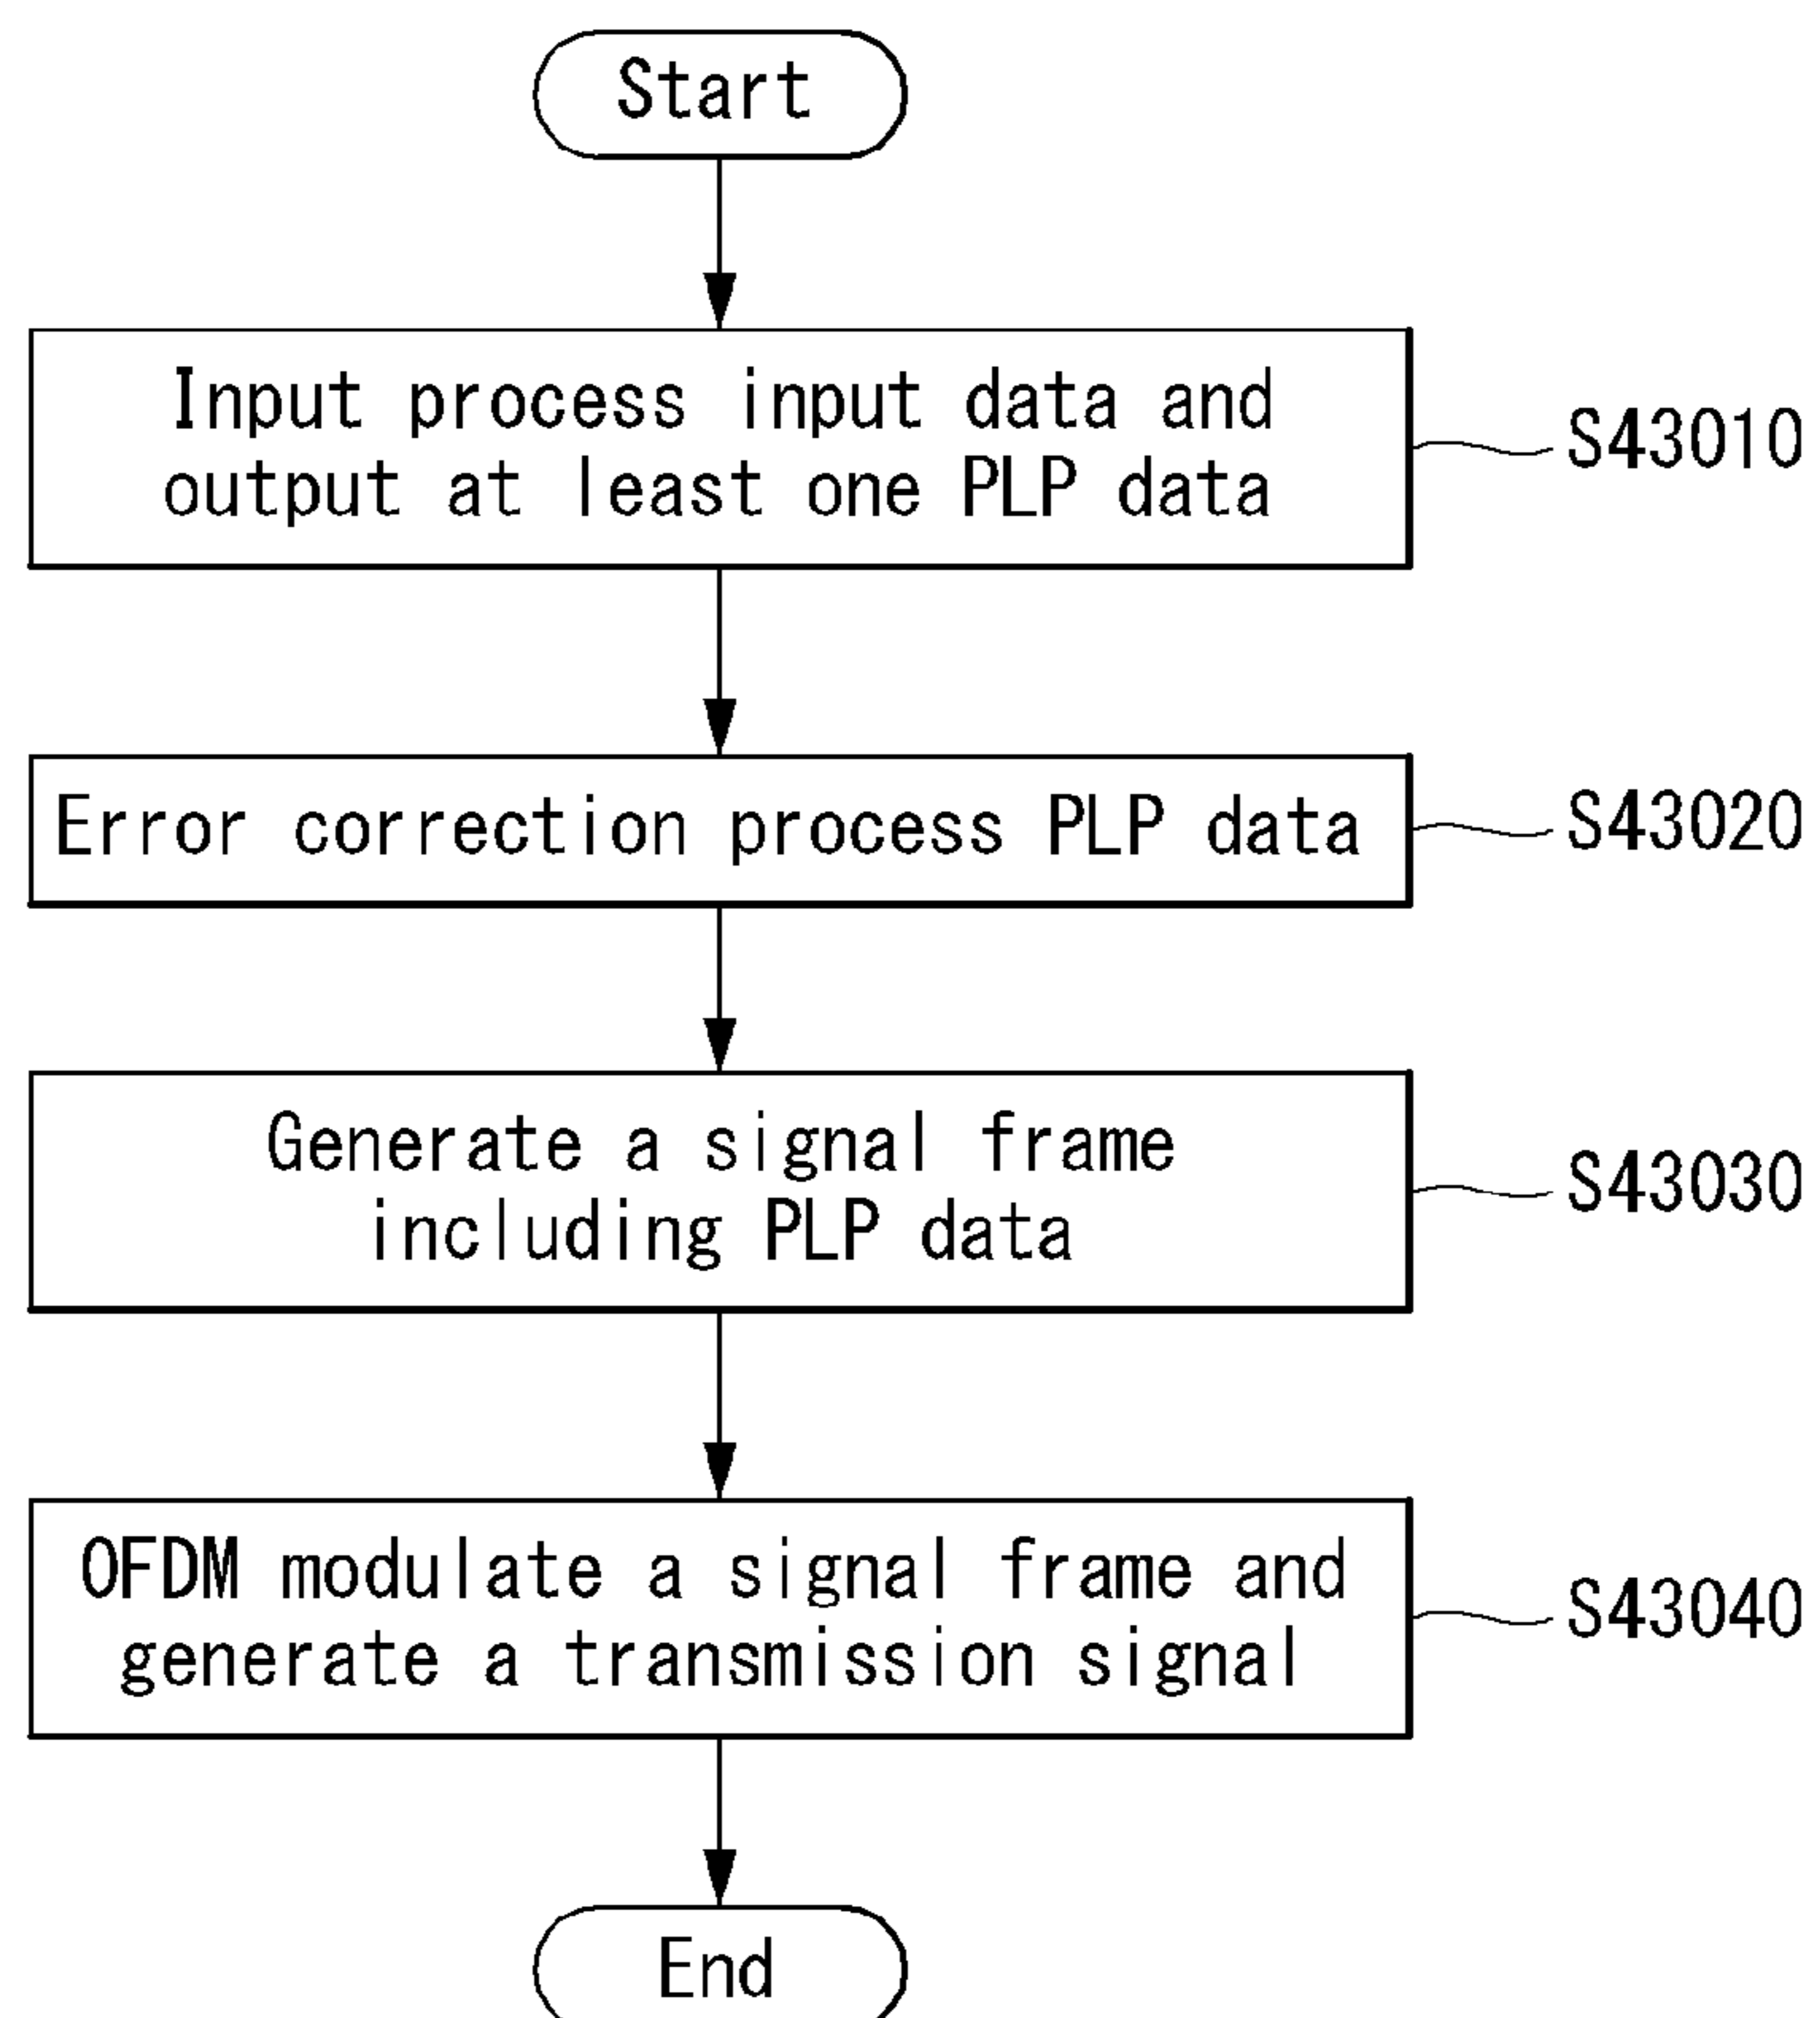 Start
Input process input data and
output at least one PLP data
S43010
Error correction process PLP data
S43020
Generate a signal frame
including PLP data
S43030
OFDM modulate a signal frame and
generate a transmission signal
S43040
End